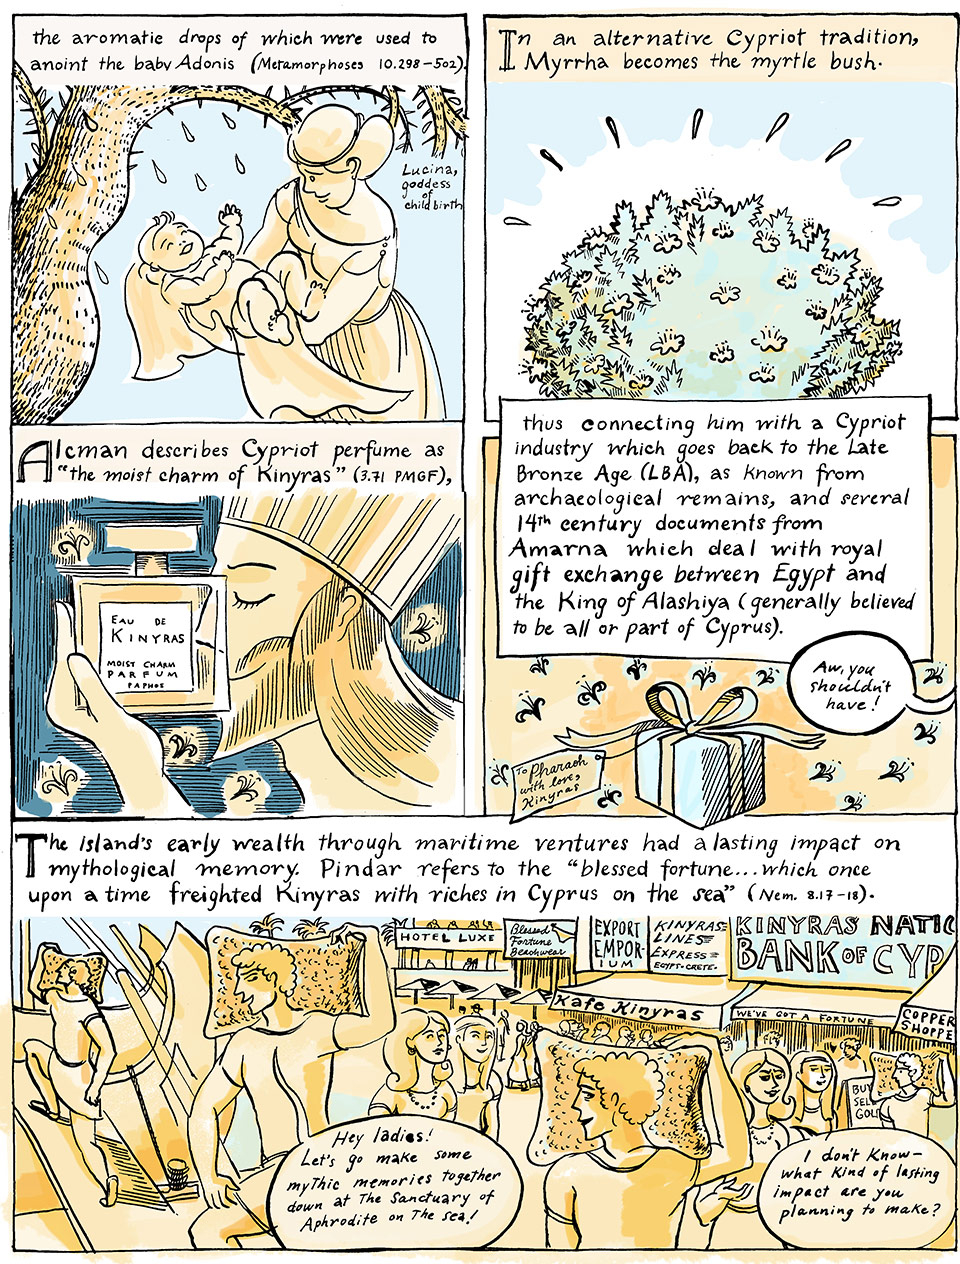 the aromatic drops of which were used to
anoint the baby Adonis (Metamorphoses 10.298–502).
Lucina,
goddess
of
childbirth
In an alternative Cypriot tradition,
Myrrha becomes the myrtle bush.
Alcman describes Cypriot perfume as
"the moist charm of Kinyras" (3.71 PMGF),
EAU DE
KINYRAS
MOIST CHARM
PARFUM
PAPHOS
thus connecting him with a Cypriot
industry which goes back to the Late
Bronze Age (LBA), as known from
archaeological remains, and several
14th century documents from
Amarna which deal with royal
gift exchange between Egypt and
the King of Alashiya (generally believed
to be all or part of Cyprus).
Aw, you
shouldn't
have!
To Pharaoh
with love,
Kinyras
The Island's early wealth through maritime ventures had a lasting impact on
mythological memory. Pindar refers to the "blessed fortune...which once
upon a time freighted Kinyras with riches in Cyprus on the sea" (Nem. 8.17–18).
HOTEL LUXE
Blessed
Fortune
Beachwear
EXPORT
EMPOR-
IUM
KINYRAS
LINES
EXPRESS
EGYPT-CRETE
KINYRAS NATIO
BANK OF CYP
Kafe Kinyras
WE'VE GOT A FORTUNE
COPPER
SHOPPE
BUY
SELL
GOLD
Hey ladies!
Let's go make some
mythic memories together
down at The Sanctuary of
Aphrodite on The Sea!
I don't know–
what kind of lasting
impact are you
planning to make?